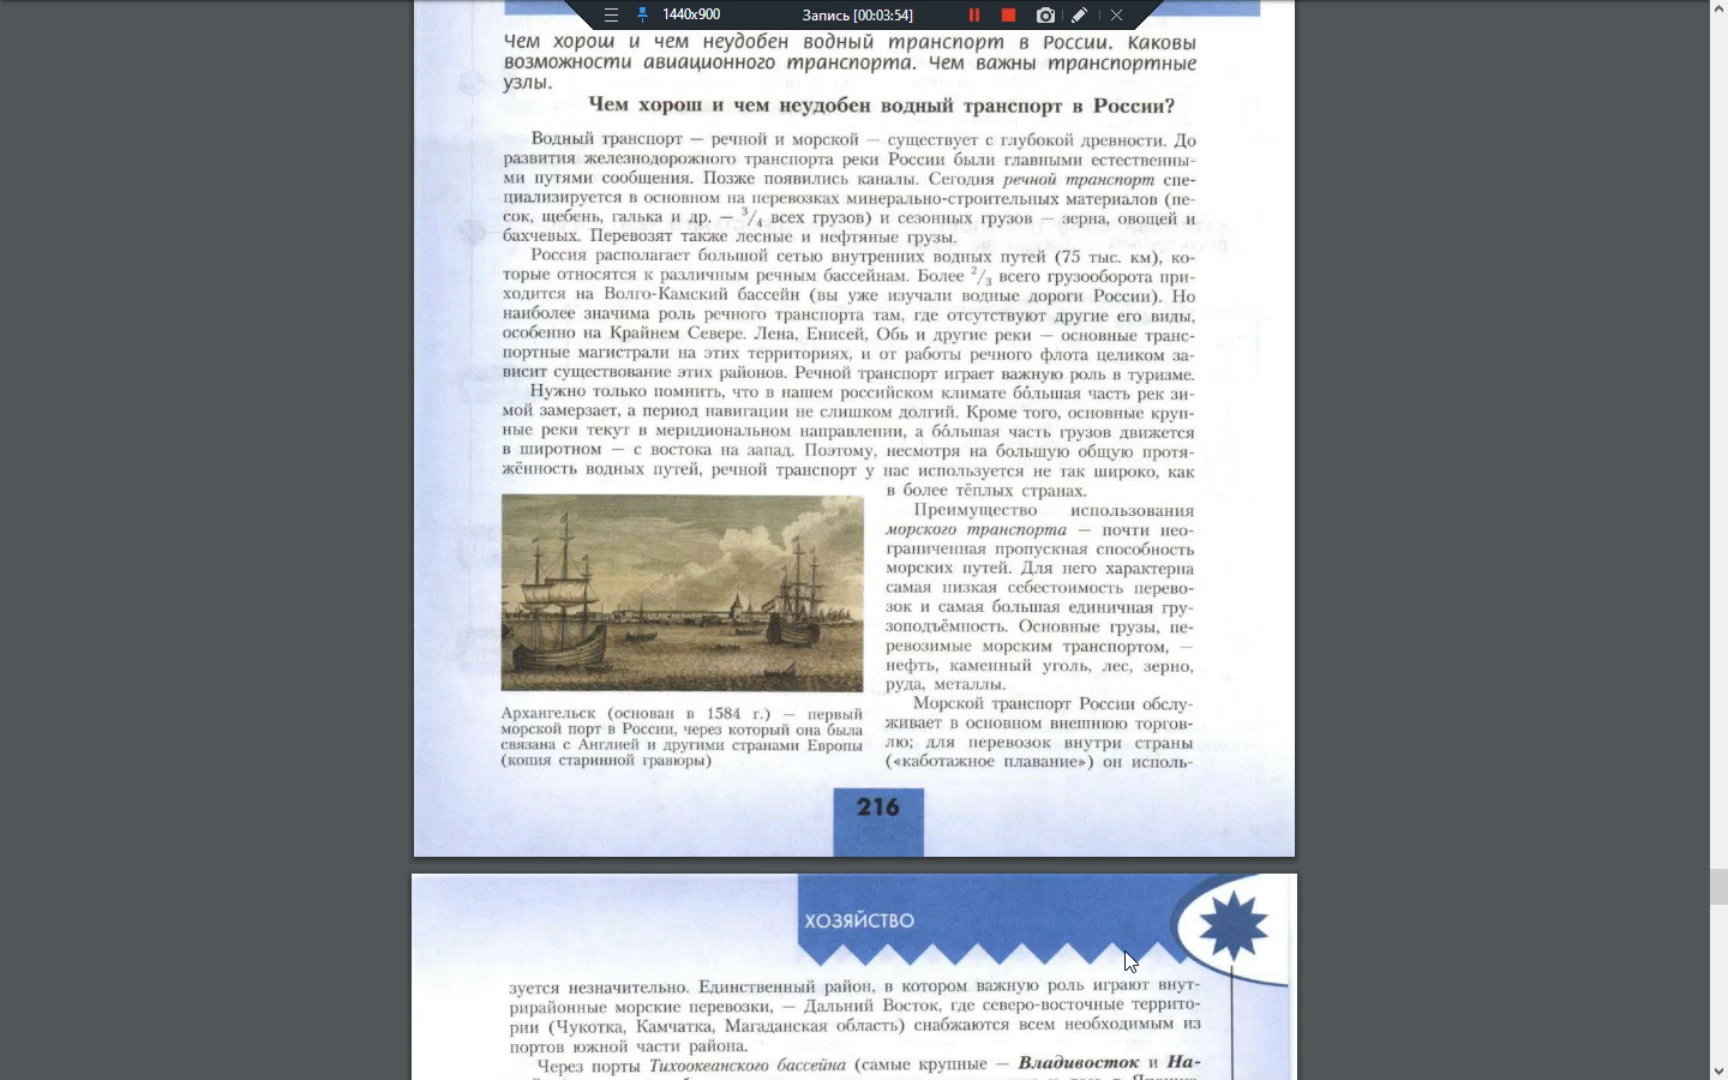 1440x900
Запись [00:03:54]
Чем хорош и чем неудобен водный транспорт в России. Каковы
возможности авиационного транспорта. Чем важны транспортные
узлы.
Чем хорош и чем неудобен водный транспорт в России?
Водный транспорт — речной и морской — существует с глубокой древности. До
развития железнодорожного транспорта реки России были главными естественны-
ми путями сообщения. Позже появились каналы. Сегодня речной транспорт спе-
циализируется в основном на перевозках минерально-строительных материалов (пе-
сок, щебень, галька и др. — 3/4 всех грузов) и сезонных грузов — зерна, овощей и
бахчевых. Перевозят также лесные и нефтяные грузы.
Россия располагает большой сетью внутренних водных путей (75 тыс. км), ко-
торые относятся к различным речным бассейнам. Более 2/3 всего грузооборота при-
ходится на Волго-Камский бассейн (вы уже изучали водные дороги России). Но
наиболее значима роль речного транспорта там, где отсутствуют другие его виды,
особенно на Крайнем Севере. Лена, Енисей, Обь и другие реки — основные транс-
портные магистрали на этих территориях, и от работы речного флота целиком за-
висит существование этих районов. Речной транспорт играет важную роль в туризме.
Нужно только помнить, что в нашем российском климате бо́льшая часть рек зи-
мой замерзает, а период навигации не слишком долгий. Кроме того, основные круп-
ные реки текут в меридиональном направлении, а бо́льшая часть грузов движется
в широтном — с востока на запад. Поэтому, несмотря на большую общую протя-
жённость водных путей, речной транспорт у нас используется не так широко, как
в более тёплых странах.
Преимущество использования
морского транспорта — почти нео-
граниченная пропускная способность
морских путей. Для него характерна
самая низкая себестоимость перево-
зок и самая большая единичная гру-
зоподъёмность. Основные грузы, пе-
ревозимые морским транспортом, —
нефть, каменный уголь, лес, зерно,
руда, металлы.
Морской транспорт России обслу-
живает в основном внешнюю торгов-
лю; для перевозок внутри страны
(«каботажное плавание») он исполь-
Архангельск (основан в 1584 г.) — первый
морской порт в России, через который она была
связана с Англией и другими странами Европы
(копия старинной гравюры)
216
ХОЗЯЙСТВО
зуется незначительно. Единственный район, в котором важную роль играют внут-
рирайонные морские перевозки, — Дальний Восток, где северо-восточные террито-
рии (Чукотка, Камчатка, Магаданская область) снабжаются всем необходимым из
портов южной части района.
Через порты Тихоокеанского бассейна (самые крупные — Владивосток и На-